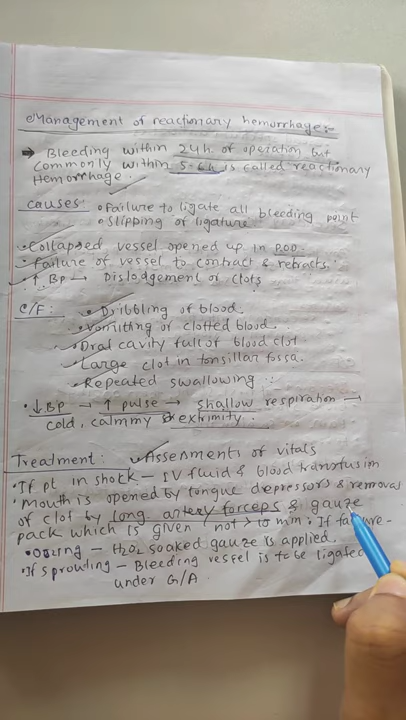 Management of reactionary hemorrhage:-
→ Bleeding within 24h. of operation but
commonly within 5-6h is called reactionary
Hemorrhage.
causes: • Failure to ligate all bleeding point
• Slipping of ligature
• Collapsed vessel opened up in P.O.D.
• Failure of vessel to contract & retracts.
• ↑ BP → Dislodgement of clots
C/F: • Dribbling of blood.
• Vomitting of clotted blood.
• Oral cavity full of blood clot
• Large clot in tonsillar fossa.
• Repeated swallowing
• ↓BP → ↑ pulse → shallow respiration →
cold, calmmy extrimity.
Treatment: • Assenments of vitals
• If pt in shock - IV fluid & blood transfusion
• Mouth is opened by tongue depressors & removas
of clot by long artery forceps & gauze
pack which is given not > 10 min. If failure-
• Oozing - H2O2 soaked gauze is applied.
• If sprouding - Bleeding vessel is to be ligated
under G/A